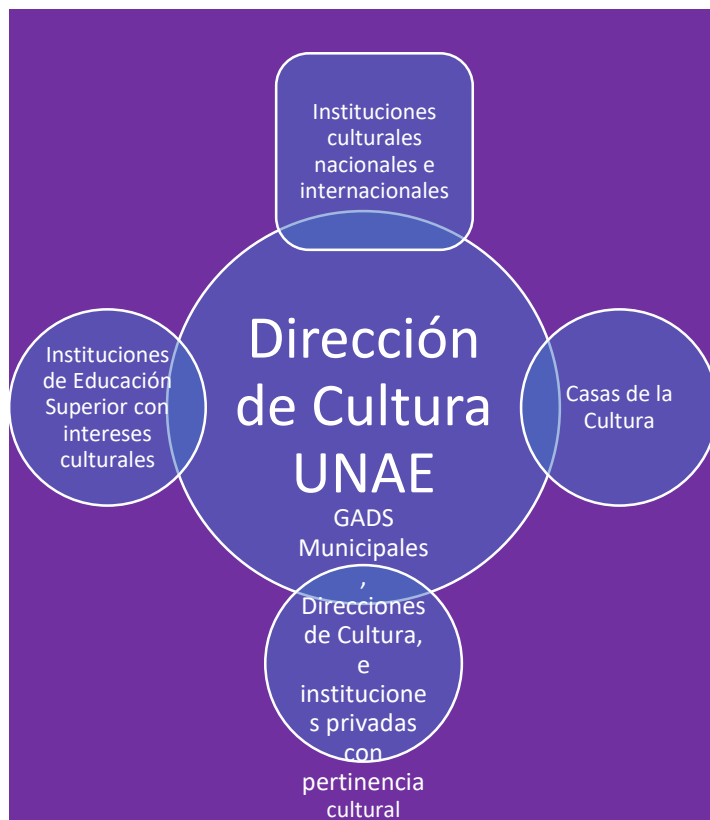 Instituciones
culturales
nacionales e
internacionales
Instituciones
de Educación
Superior con
intereses
culturales
Dirección
de Cultura
UNAE
Casas de la
Cultura
GADS
Municipales
,
Direcciones
de Cultura,
e
institucione
s privadas
con
pertinencia
cultural